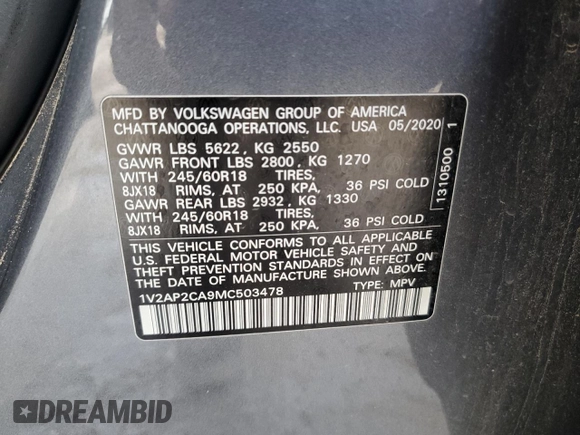 MFD BY VOLKSWAGEN GROUP OF AMERICA
CHATTANOOGA OPERATIONS, LLC. USA 05/2020
GVWR LBS 5622, KG 2550
GAWR FRONT LBS 2800, KG 1270
WITH 245/60R18 TIRES,
8JX18 RIMS, AT 250 KPA, 36 PSI COLD
GAWR REAR LBS 2932, KG 1330
WITH 245/60R18 TIRES,
8JX18 RIMS, AT 250 KPA, 36 PSI COLD
THIS VEHICLE CONFORMS TO ALL APPLICABLE
U.S. FEDERAL MOTOR VEHICLE SAFETY AND
THEFT PREVENTION STANDARDS IN EFFECT ON
THE DATE OF MANUFACTURE SHOWN ABOVE
1V2AP2CA9MC503478 TYPE: MPV
1310500 1
DREAMBID